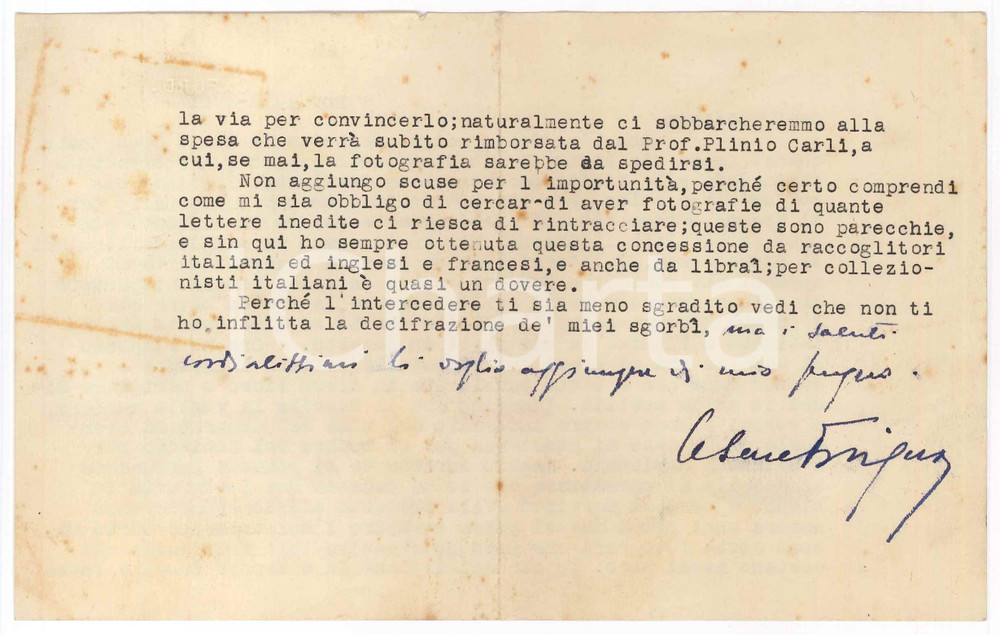 la via per convincerlo;naturalmente ci sobbarcheremmo alla
spesa che verrà subito rimborsata dal Prof.Plinio Carli,a
cui,se mai,la fotografia sarebbe da spedirsi.
Non aggiungo scuse per l importunità,perché certo comprendi
come mi sia obbligo di cercar di aver fotografie di quante
lettere inedite ci riesca di rintracciare;queste sono parecchie,
e sin qui ho sempre ottenuta questa concessione da raccoglitori
italiani ed inglesi e francesi,e anche da libraî;per collezio-
nisti italiani è quasi un dovere.
Perché l'intercedere ti sia meno sgradito vedi che non ti
ho inflitta la decifrazione de' miei sgorbî, ma i saluti
cordialissimi li voglio aggiungere di mio pugno.
Cesare Foligno
iCharta